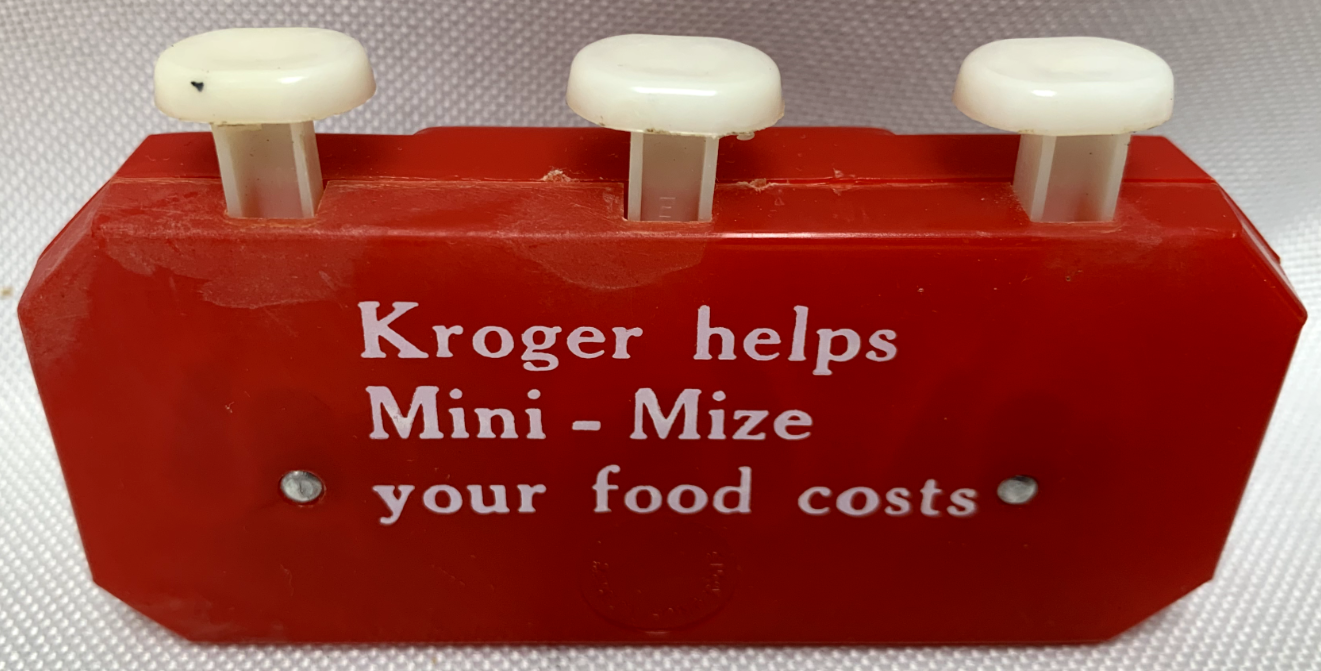 Kroger helps
Mini - Mize
your food costs